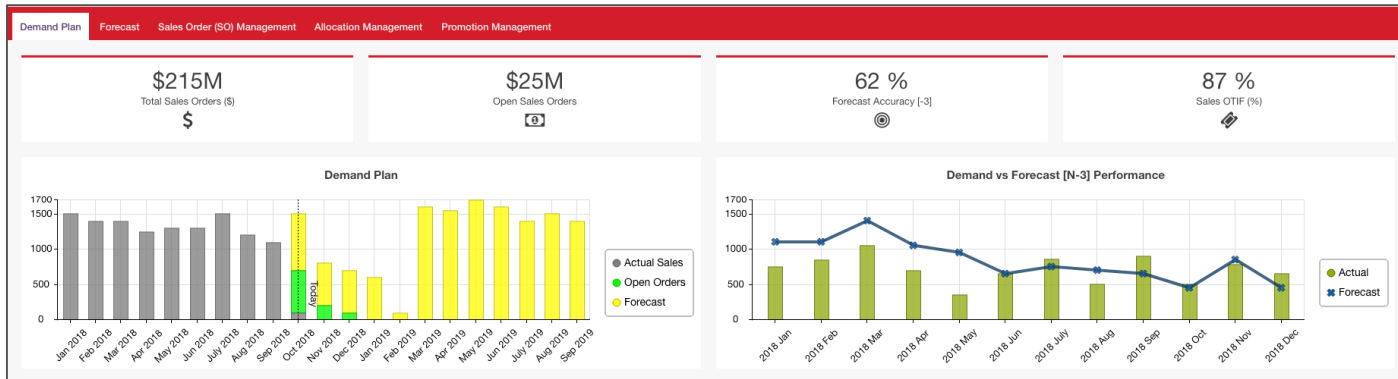 Demand Plan Forecast Sales Order (SO) Management Allocation Management Promotion Management
$215M
Total Sales Orders ($)
$25M
Open Sales Orders
62 %
Forecast Accuracy [-3]
87 %
Sales OTIF (%)
Demand Plan
1700
1500
1000
500
0
Today
Jan 2018 Feb 2018 Mar 2018 Apr 2018 May 2018 Jun 2018 July 2018 Aug 2018 Sep 2018 Oct 2018 Nov 2018 Dec 2018 Jan 2019 Feb 2019 Mar 2019 Apr 2019 May 2019 Jun 2019 July 2019 Aug 2019 Sep 2019
Actual Sales
Open Orders
Forecast
Demand vs Forecast [N-3] Performance
1700
1500
1000
500
0
2018 Jan 2018 Feb 2018 Mar 2018 Apr 2018 May 2018 Jun 2018 July 2018 Aug 2018 Sep 2018 Oct 2018 Nov 2018 Dec
Actual
Forecast